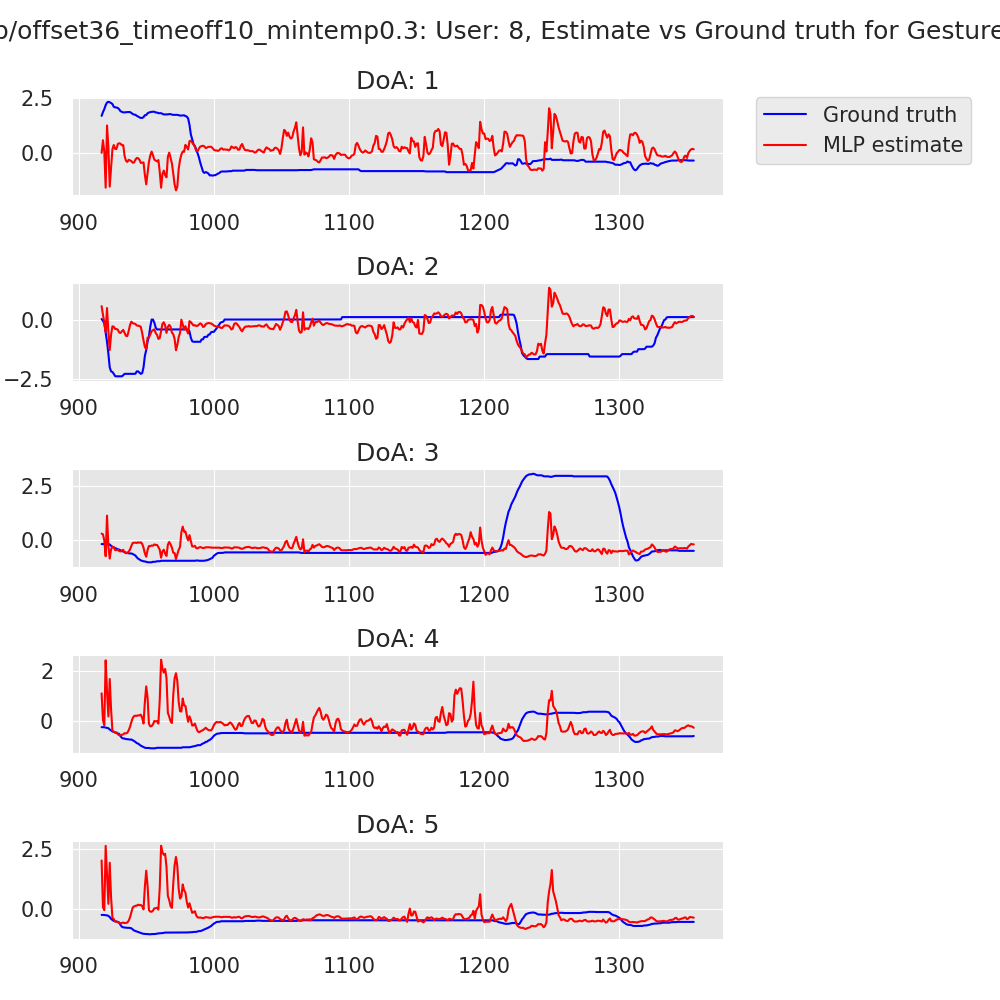 p/offset36_timeoff10_mintemp0.3: User: 8, Estimate vs Ground truth for Gesture
DoA: 1
2.5
0.0
900 1000 1100 1200 1300
Ground truth
MLP estimate
DoA: 2
0.0
−2.5
900 1000 1100 1200 1300
DoA: 3
2.5
0.0
900 1000 1100 1200 1300
DoA: 4
2
0
900 1000 1100 1200 1300
DoA: 5
2.5
0.0
900 1000 1100 1200 1300